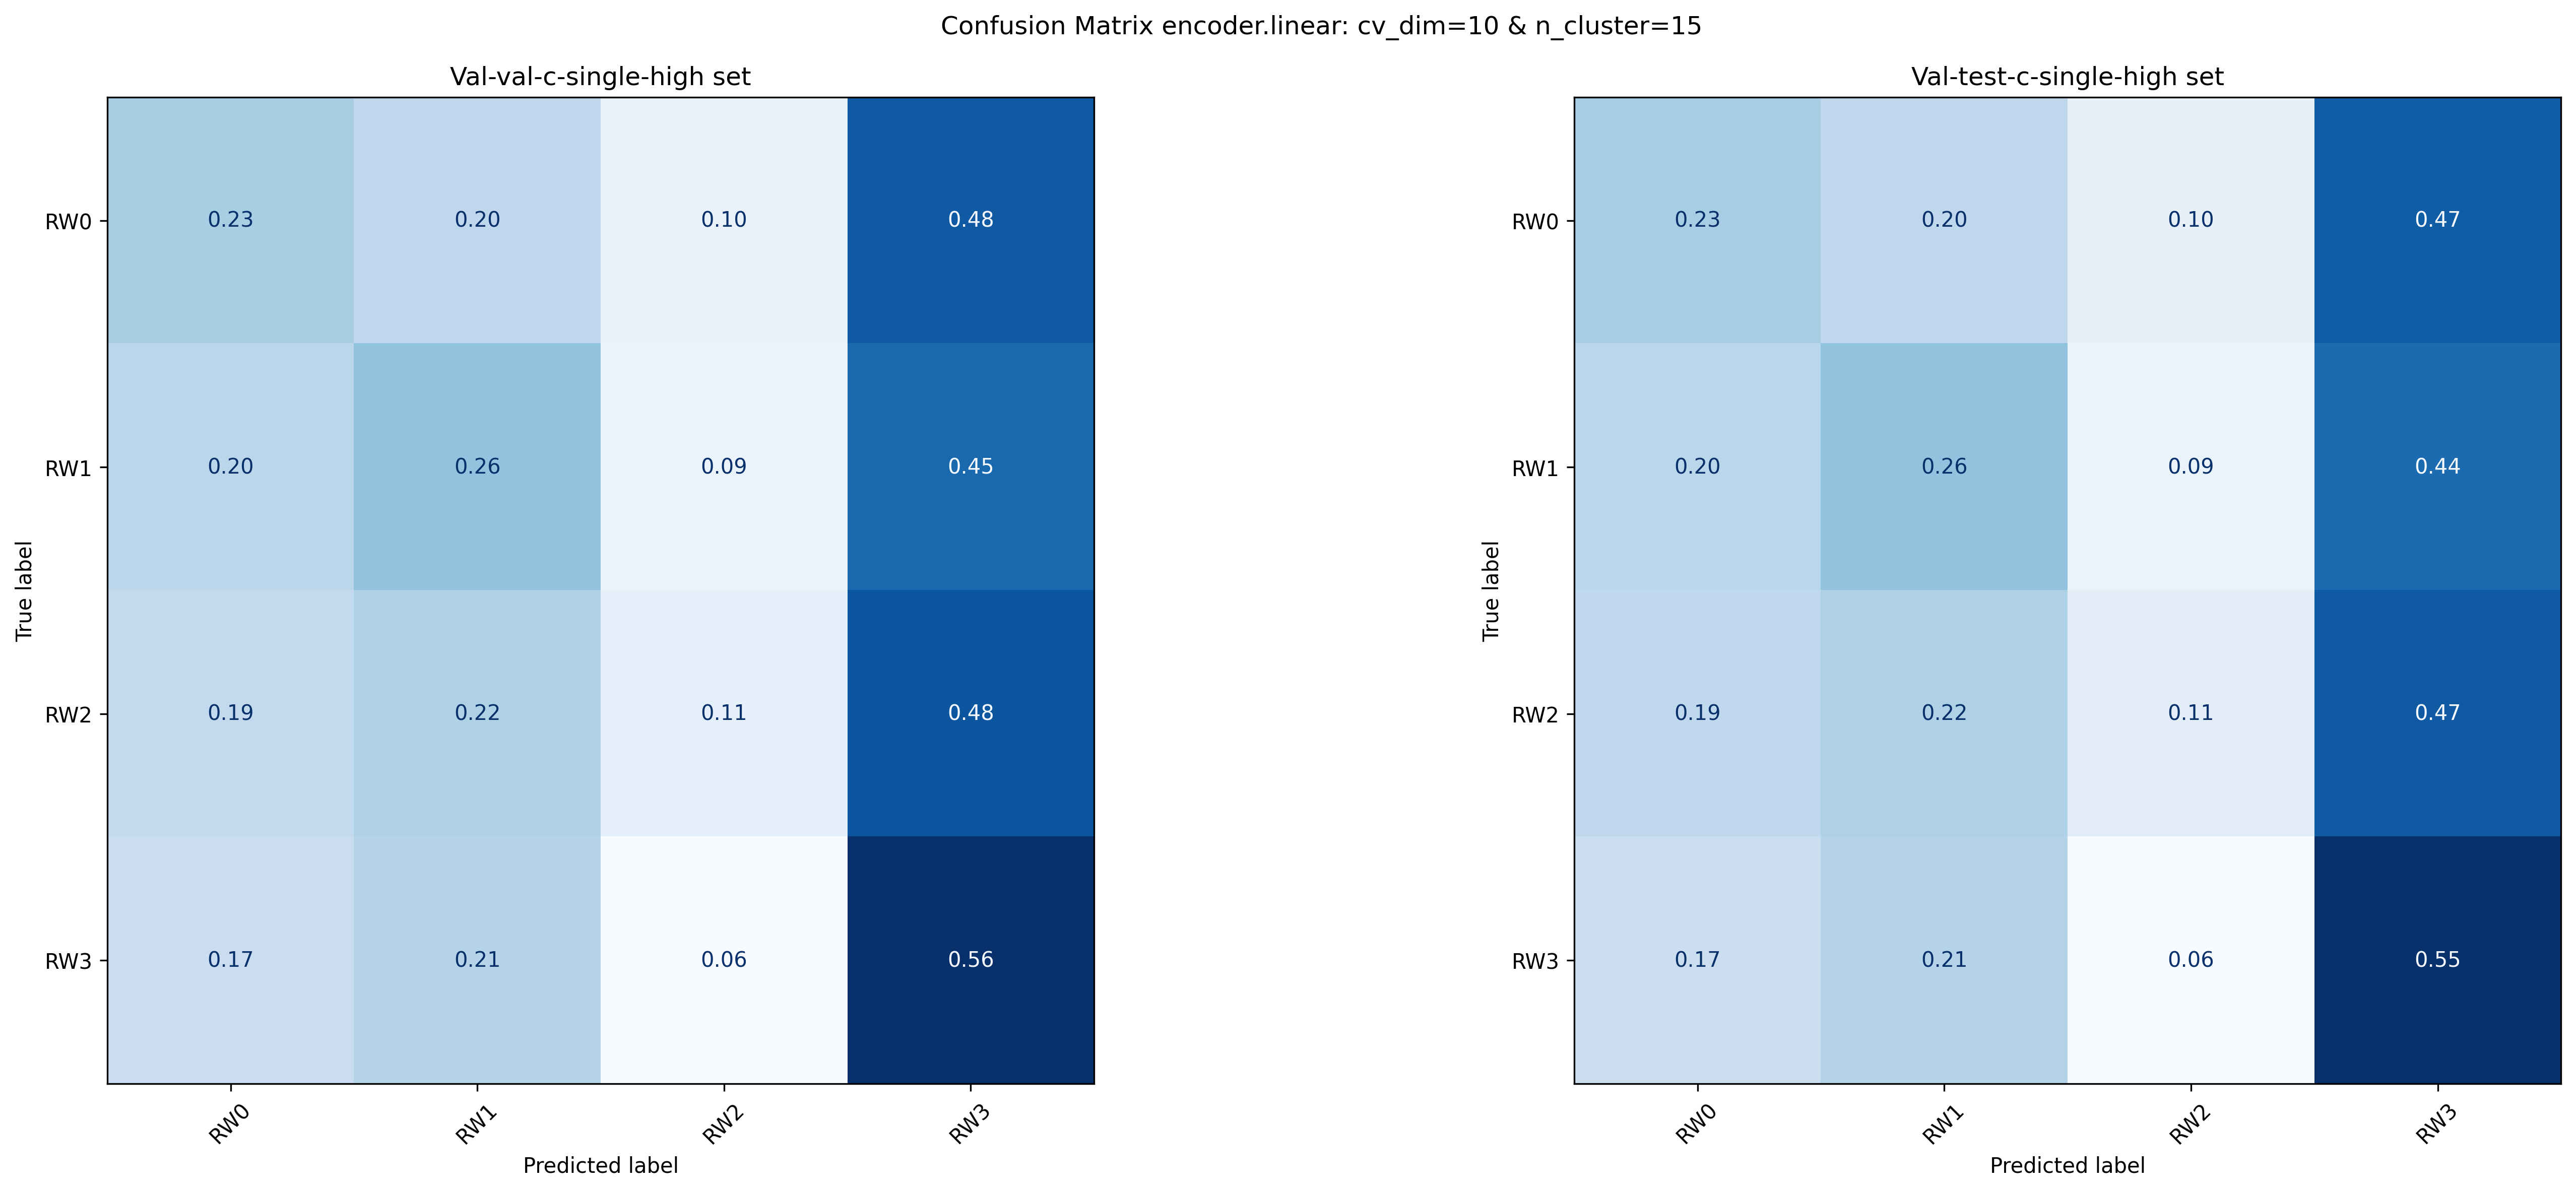 Confusion Matrix encoder.linear: cv_dim=10 & n_cluster=15
Val-val-c-single-high set
True label
RW0 0.23 0.20 0.10 0.48
RW1 0.20 0.26 0.09 0.45
RW2 0.19 0.22 0.11 0.48
RW3 0.17 0.21 0.06 0.56
RW0 RW1 RW2 RW3
Predicted label
Val-test-c-single-high set
True label
RW0 0.23 0.20 0.10 0.47
RW1 0.20 0.26 0.09 0.44
RW2 0.19 0.22 0.11 0.47
RW3 0.17 0.21 0.06 0.55
RW0 RW1 RW2 RW3
Predicted label